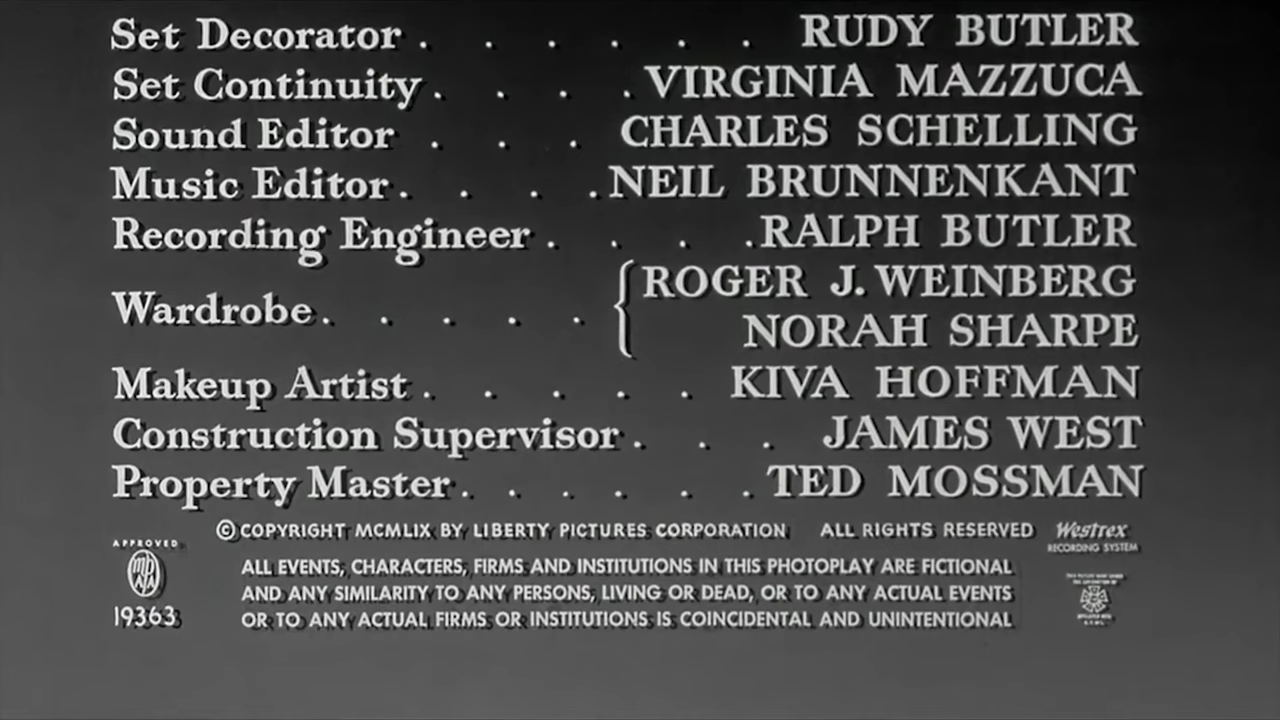 Set Decorator . . . . . . RUDY BUTLER
Set Continuity . . . . VIRGINIA MAZZUCA
Sound Editor . . . CHARLES SCHELLING
Music Editor . . . . NEIL BRUNNENKANT
Recording Engineer . . . . RALPH BUTLER
Wardrobe . . . . . { ROGER J. WEINBERG
NORAH SHARPE
Makeup Artist . . . . . KIVA HOFFMAN
Construction Supervisor . . . JAMES WEST
Property Master . . . . . . TED MOSSMAN
© COPYRIGHT MCMLIX BY LIBERTY PICTURES CORPORATION ALL RIGHTS RESERVED
Westrex
RECORDING SYSTEM
APPROVED
19363
ALL EVENTS, CHARACTERS, FIRMS AND INSTITUTIONS IN THIS PHOTOPLAY ARE FICTIONAL
AND ANY SIMILARITY TO ANY PERSONS, LIVING OR DEAD, OR TO ANY ACTUAL EVENTS
OR TO ANY ACTUAL FIRMS OR INSTITUTIONS IS COINCIDENTAL AND UNINTENTIONAL